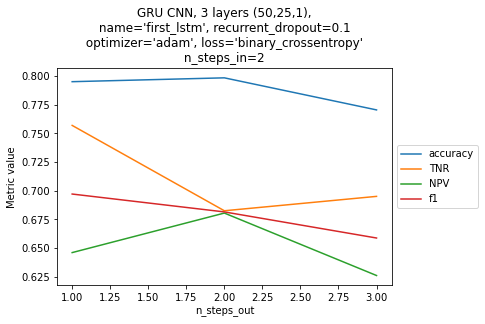 GRU CNN, 3 layers (50,25,1),
name='first_lstm', recurrent_dropout=0.1
optimizer='adam', loss='binary_crossentropy'
n_steps_in=2
0.800
0.775
0.750
0.725
0.700
0.675
0.650
0.625
Metric value
1.00 1.25 1.50 1.75 2.00 2.25 2.50 2.75 3.00
n_steps_out
accuracy
TNR
NPV
f1